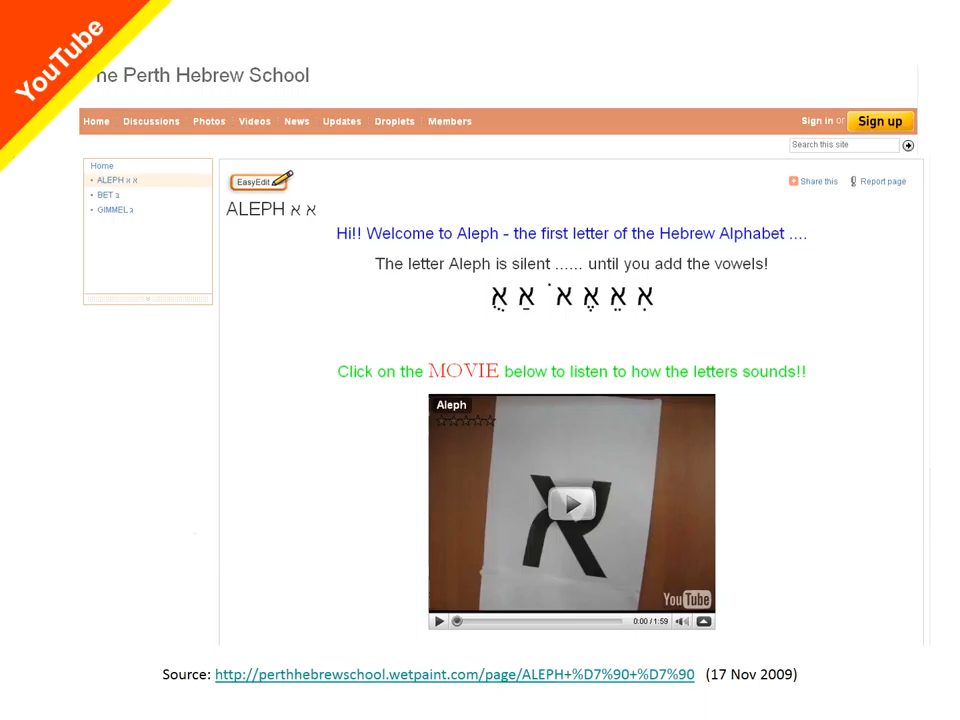 YouTube
he Perth Hebrew School
Home Discussions Photos Videos News Updates Droplets Members
Sign in or Sign up
Search this site
Home
ALEPH א א
BET ב
GIMMEL ג
EasyEdit
Share this Report page
ALEPH א א
Hi!! Welcome to Aleph - the first letter of the Hebrew Alphabet ....
The letter Aleph is silent ...... until you add the vowels!
אִ אֵ אֶ אֹ אַ אֻ
Click on the MOVIE below to listen to how the letters sounds!!
Aleph
א
YouTube
0:00 / 1:59
Source: http://perthhebrewschool.wetpaint.com/page/ALEPH+%D7%90+%D7%90 (17 Nov 2009)